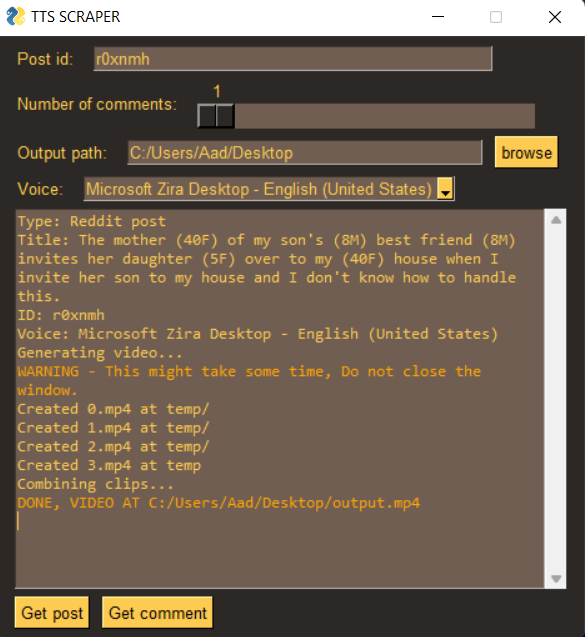 TTS SCRAPER
Post id: r0xnmh
1
Number of comments:
Output path: C:/Users/Aad/Desktop browse
Voice: Microsoft Zira Desktop - English (United States)
Type: Reddit post
Title: The mother (40F) of my son's (8M) best friend (8M)
invites her daughter (5F) over to my (40F) house when I
invite her son to my house and I don't know how to handle
this.
ID: r0xnmh
Voice: Microsoft Zira Desktop - English (United States)
Generating video...
WARNING - This might take some time, Do not close the
window.
Created 0.mp4 at temp/
Created 1.mp4 at temp/
Created 2.mp4 at temp/
Created 3.mp4 at temp
Combining clips...
DONE, VIDEO AT C:/Users/Aad/Desktop/output.mp4
Get post Get comment